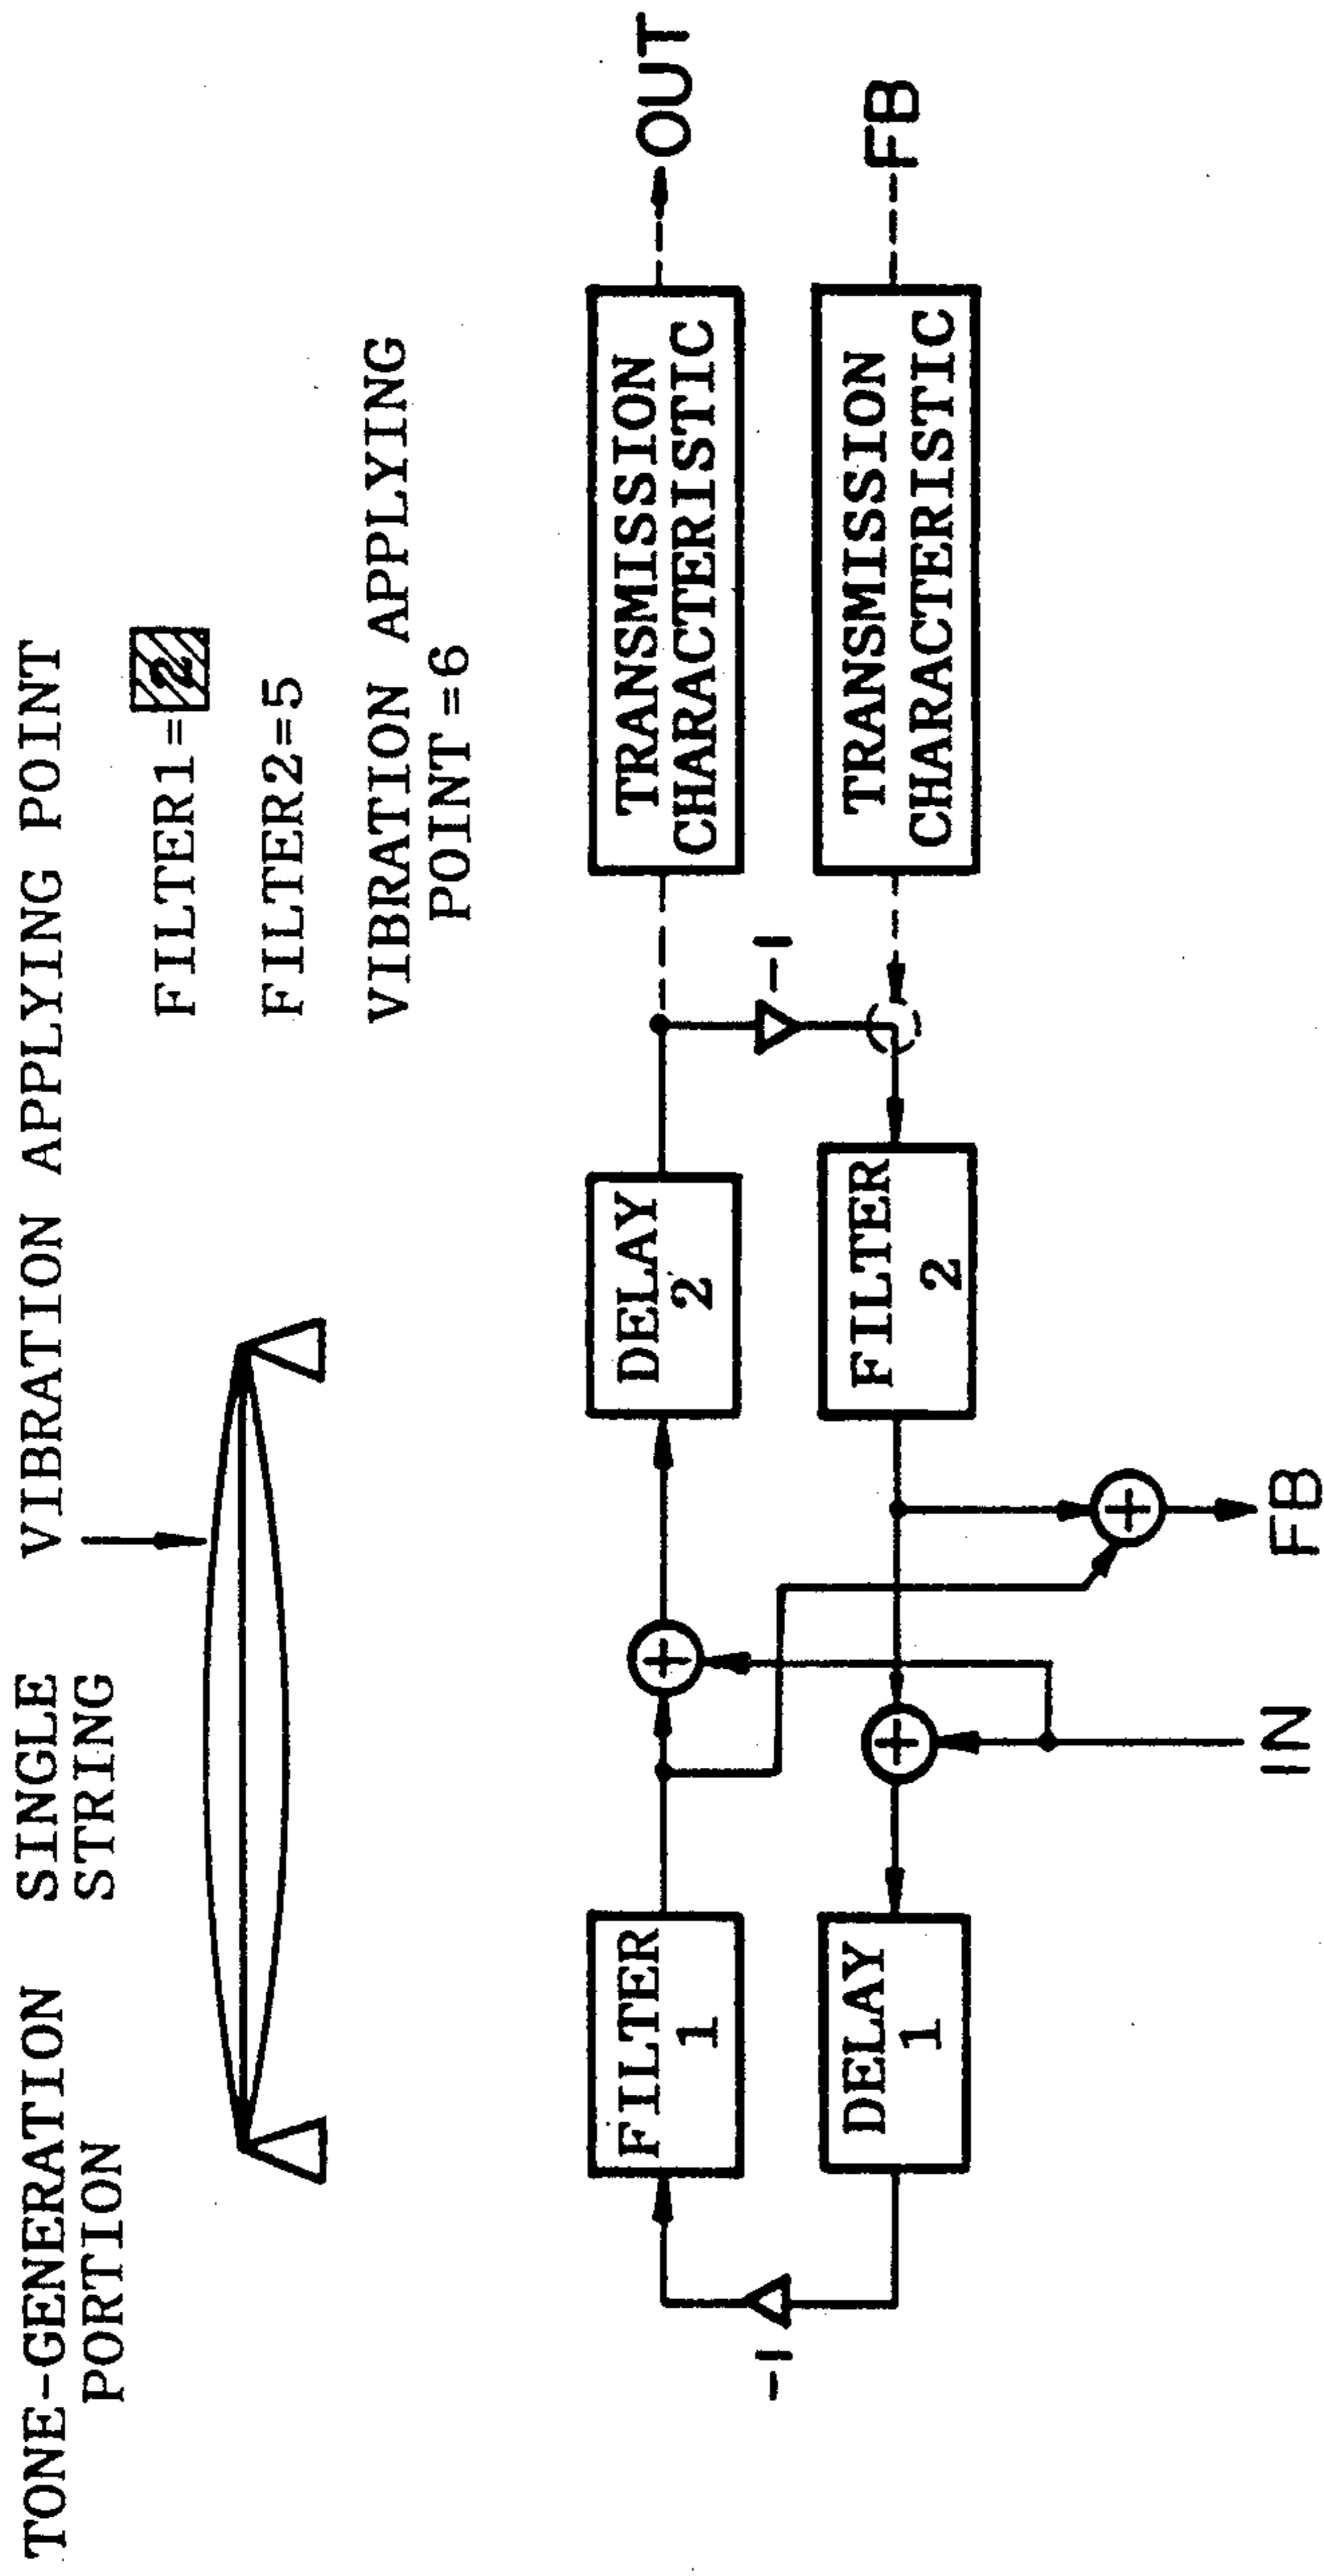 TONE-GENERATION
PORTION
SINGLE
STRING
VIBRATION APPLYING POINT
FILTER1=2
FILTER2=5
VIBRATION APPLYING
POINT=6
FILTER
1
DELAY
2
TRANSMISSION
CHARACTERISTIC
OUT
-1
-1
DELAY
1
FILTER
2
TRANSMISSION
CHARACTERISTIC
FB
IN
FB